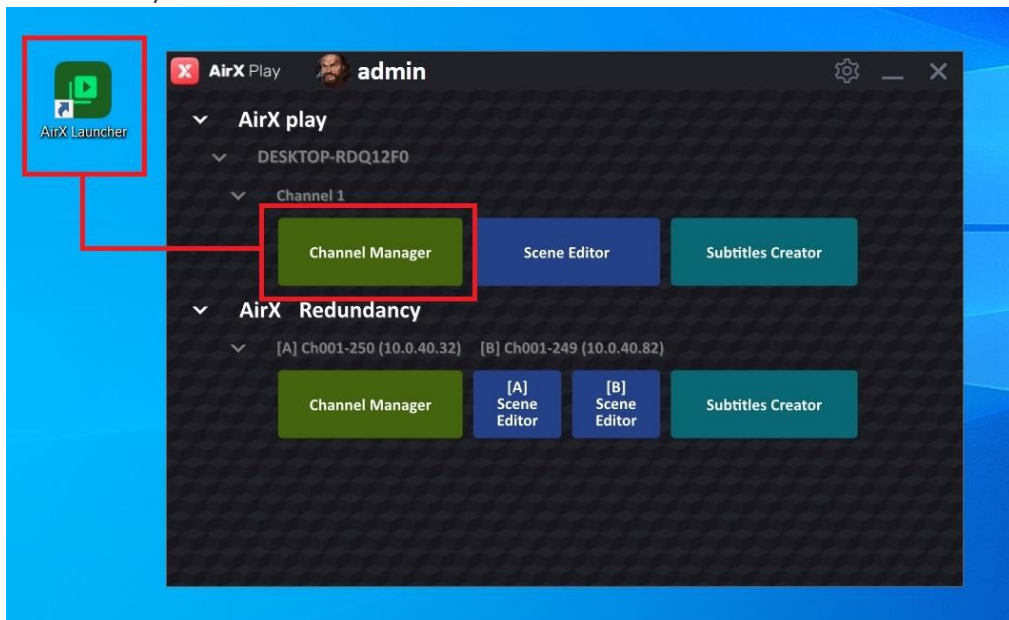 AirX Launcher
AirX Play admin
AirX play
DESKTOP-RDQ12F0
Channel 1
Channel Manager Scene Editor Subtitles Creator
AirX Redundancy
[A] Ch001-250 (10.0.40.32) [B] Ch001-249 (10.0.40.82)
Channel Manager [A] Scene Editor [B] Scene Editor Subtitles Creator